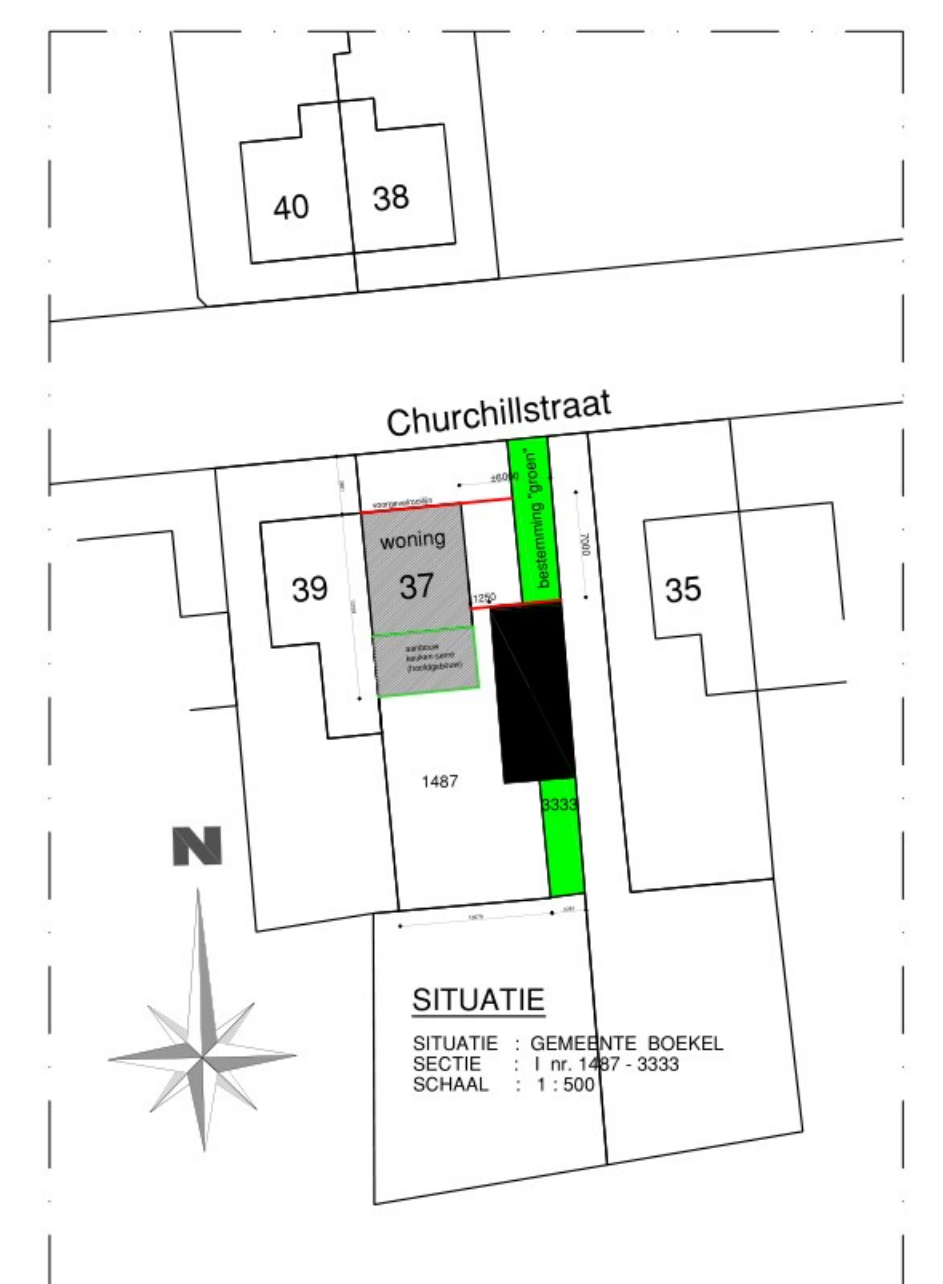 40
38
Churchillstraat
±6000
bestemming "groen"
voorgevelrooilijn
woning
7000
39
37
35
1250
aanbouw
keuken-serre
(hoofdgebouw)
1487
3333
N
SITUATIE
SITUATIE : GEMEENTE BOEKEL
SECTIE : I nr. 1487 - 3333
SCHAAL : 1 : 500